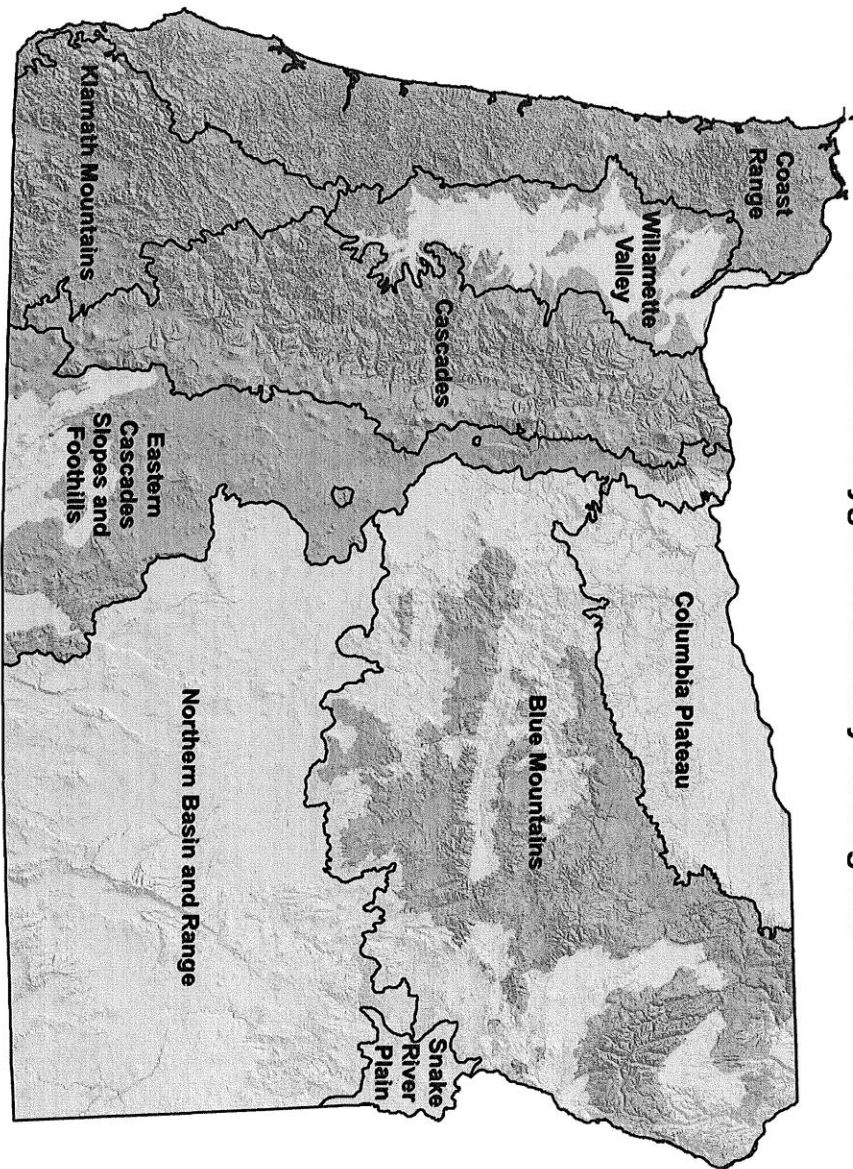 Coast
Range
Willamette
Valley
Columbia Plateau
Cascades
Blue Mountains
Klamath Mountains
Eastern
Cascades
Slopes and
Foothills
Northern Basin and Range
Snake
River
Plain